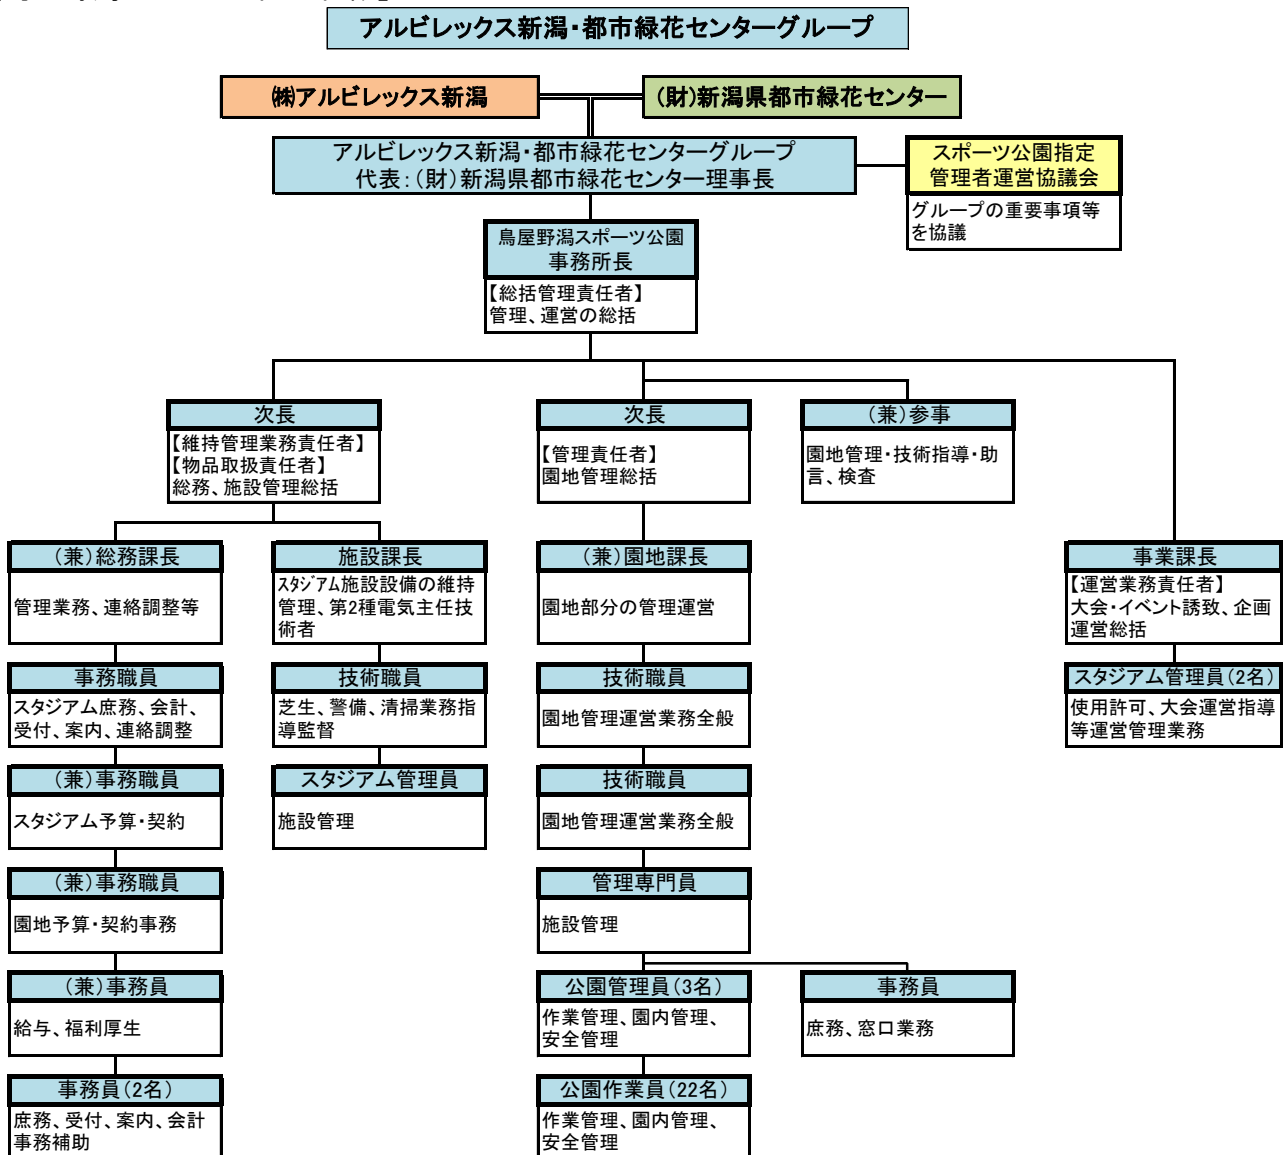 アルビレックス新潟・都市緑花センターグループ
㈱アルビレックス新潟
(財)新潟県都市緑花センター
アルビレックス新潟・都市緑花センターグループ
代表:(財)新潟県都市緑花センター理事長
スポーツ公園指定
管理者運営協議会
グループの重要事項等
を協議
鳥屋野潟スポーツ公園
事務所長
【総括管理責任者】
管理、運営の総括
次長
【維持管理業務責任者】
【物品取扱責任者】
総務、施設管理総括
次長
【管理責任者】
園地管理総括
(兼)参事
園地管理・技術指導・助
言、検査
(兼)総務課長
管理業務、連絡調整等
施設課長
ｽﾀｼﾞｱﾑ施設設備の維持
管理、第2種電気主任技
術者
(兼)園地課長
園地部分の管理運営
事業課長
【運営業務責任者】
大会・イベント誘致、企画
運営総括
事務職員
スタジアム庶務、会計、
受付、案内、連絡調整
技術職員
芝生、警備、清掃業務指
導監督
技術職員
園地管理運営業務全般
スタジアム管理員(2名)
使用許可、大会運営指導
等運営管理業務
(兼)事務職員
スタジアム予算・契約
スタジアム管理員
施設管理
技術職員
園地管理運営業務全般
(兼)事務職員
園地予算・契約事務
管理専門員
施設管理
(兼)事務員
給与、福利厚生
公園管理員(3名)
作業管理、園内管理、
安全管理
事務員
庶務、窓口業務
事務員(2名)
庶務、受付、案内、会計
事務補助
公園作業員(22名)
作業管理、園内管理、
安全管理